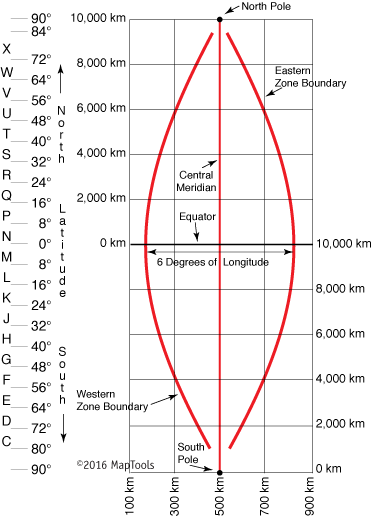 90°
84°
X
72°
W
64°
V
56°
U
48°
T
40°
S
32°
R
24°
Q
16°
P
8°
N
0°
M
8°
L
16°
K
24°
J
32°
H
40°
G
48°
F
56°
E
64°
D
72°
C
80°
90°
North Latitude South
10,000 km
8,000 km
6,000 km
4,000 km
2,000 km
0 km
North Pole
Eastern
Zone Boundary
Central
Meridian
Equator
6 Degrees of Longitude
Western
Zone Boundary
South
Pole
10,000 km
8,000 km
6,000 km
4,000 km
2,000 km
0 km
©2016 MapTools
100 km
300 km
500 km
700 km
900 km